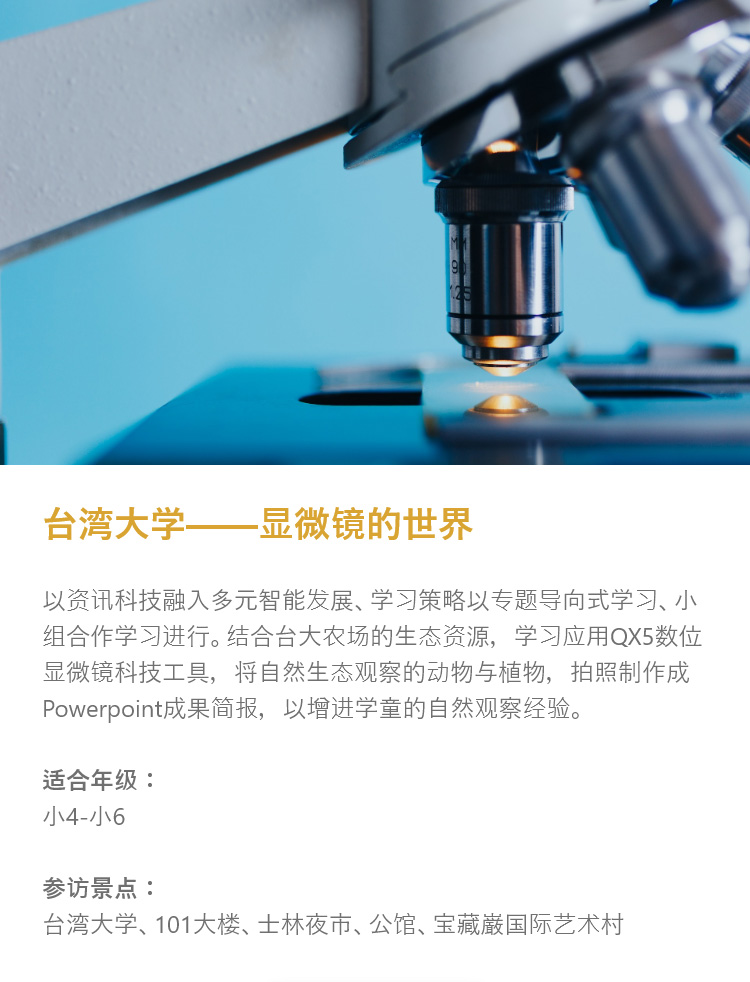 MM
90
1.25
台湾大学——显微镜的世界
以资讯科技融入多元智能发展、学习策略以专题导向式学习、小
组合作学习进行。结合台大农场的生态资源，学习应用QX5数位
显微镜科技工具，将自然生态观察的动物与植物，拍照制作成
Powerpoint成果简报，以增进学童的自然观察经验。
适合年级：
小4-小6
参访景点：
台湾大学、101大楼、士林夜市、公馆、宝藏巖国际艺术村